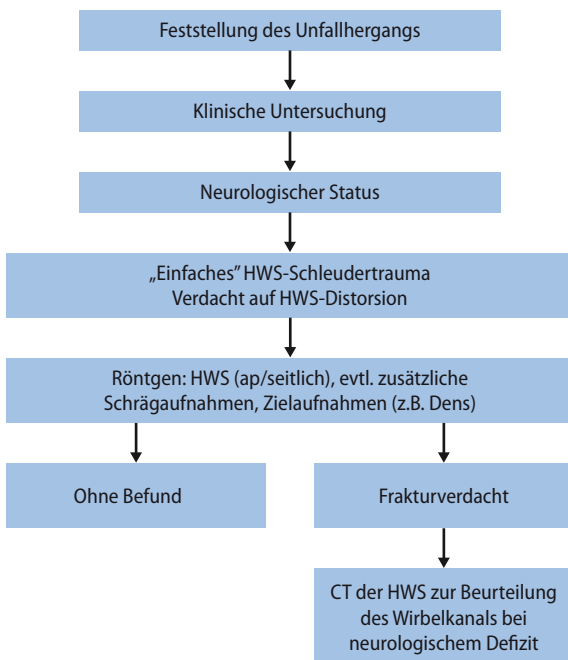 Feststellung des Unfallhergangs
Klinische Untersuchung
Neurologischer Status
„Einfaches” HWS-Schleudertrauma
Verdacht auf HWS-Distorsion
Röntgen: HWS (ap/seitlich), evtl. zusätzliche
Schrägaufnahmen, Zielaufnahmen (z.B. Dens)
Ohne Befund
Frakturverdacht
CT der HWS zur Beurteilung
des Wirbelkanals bei
neurologischem Defizit